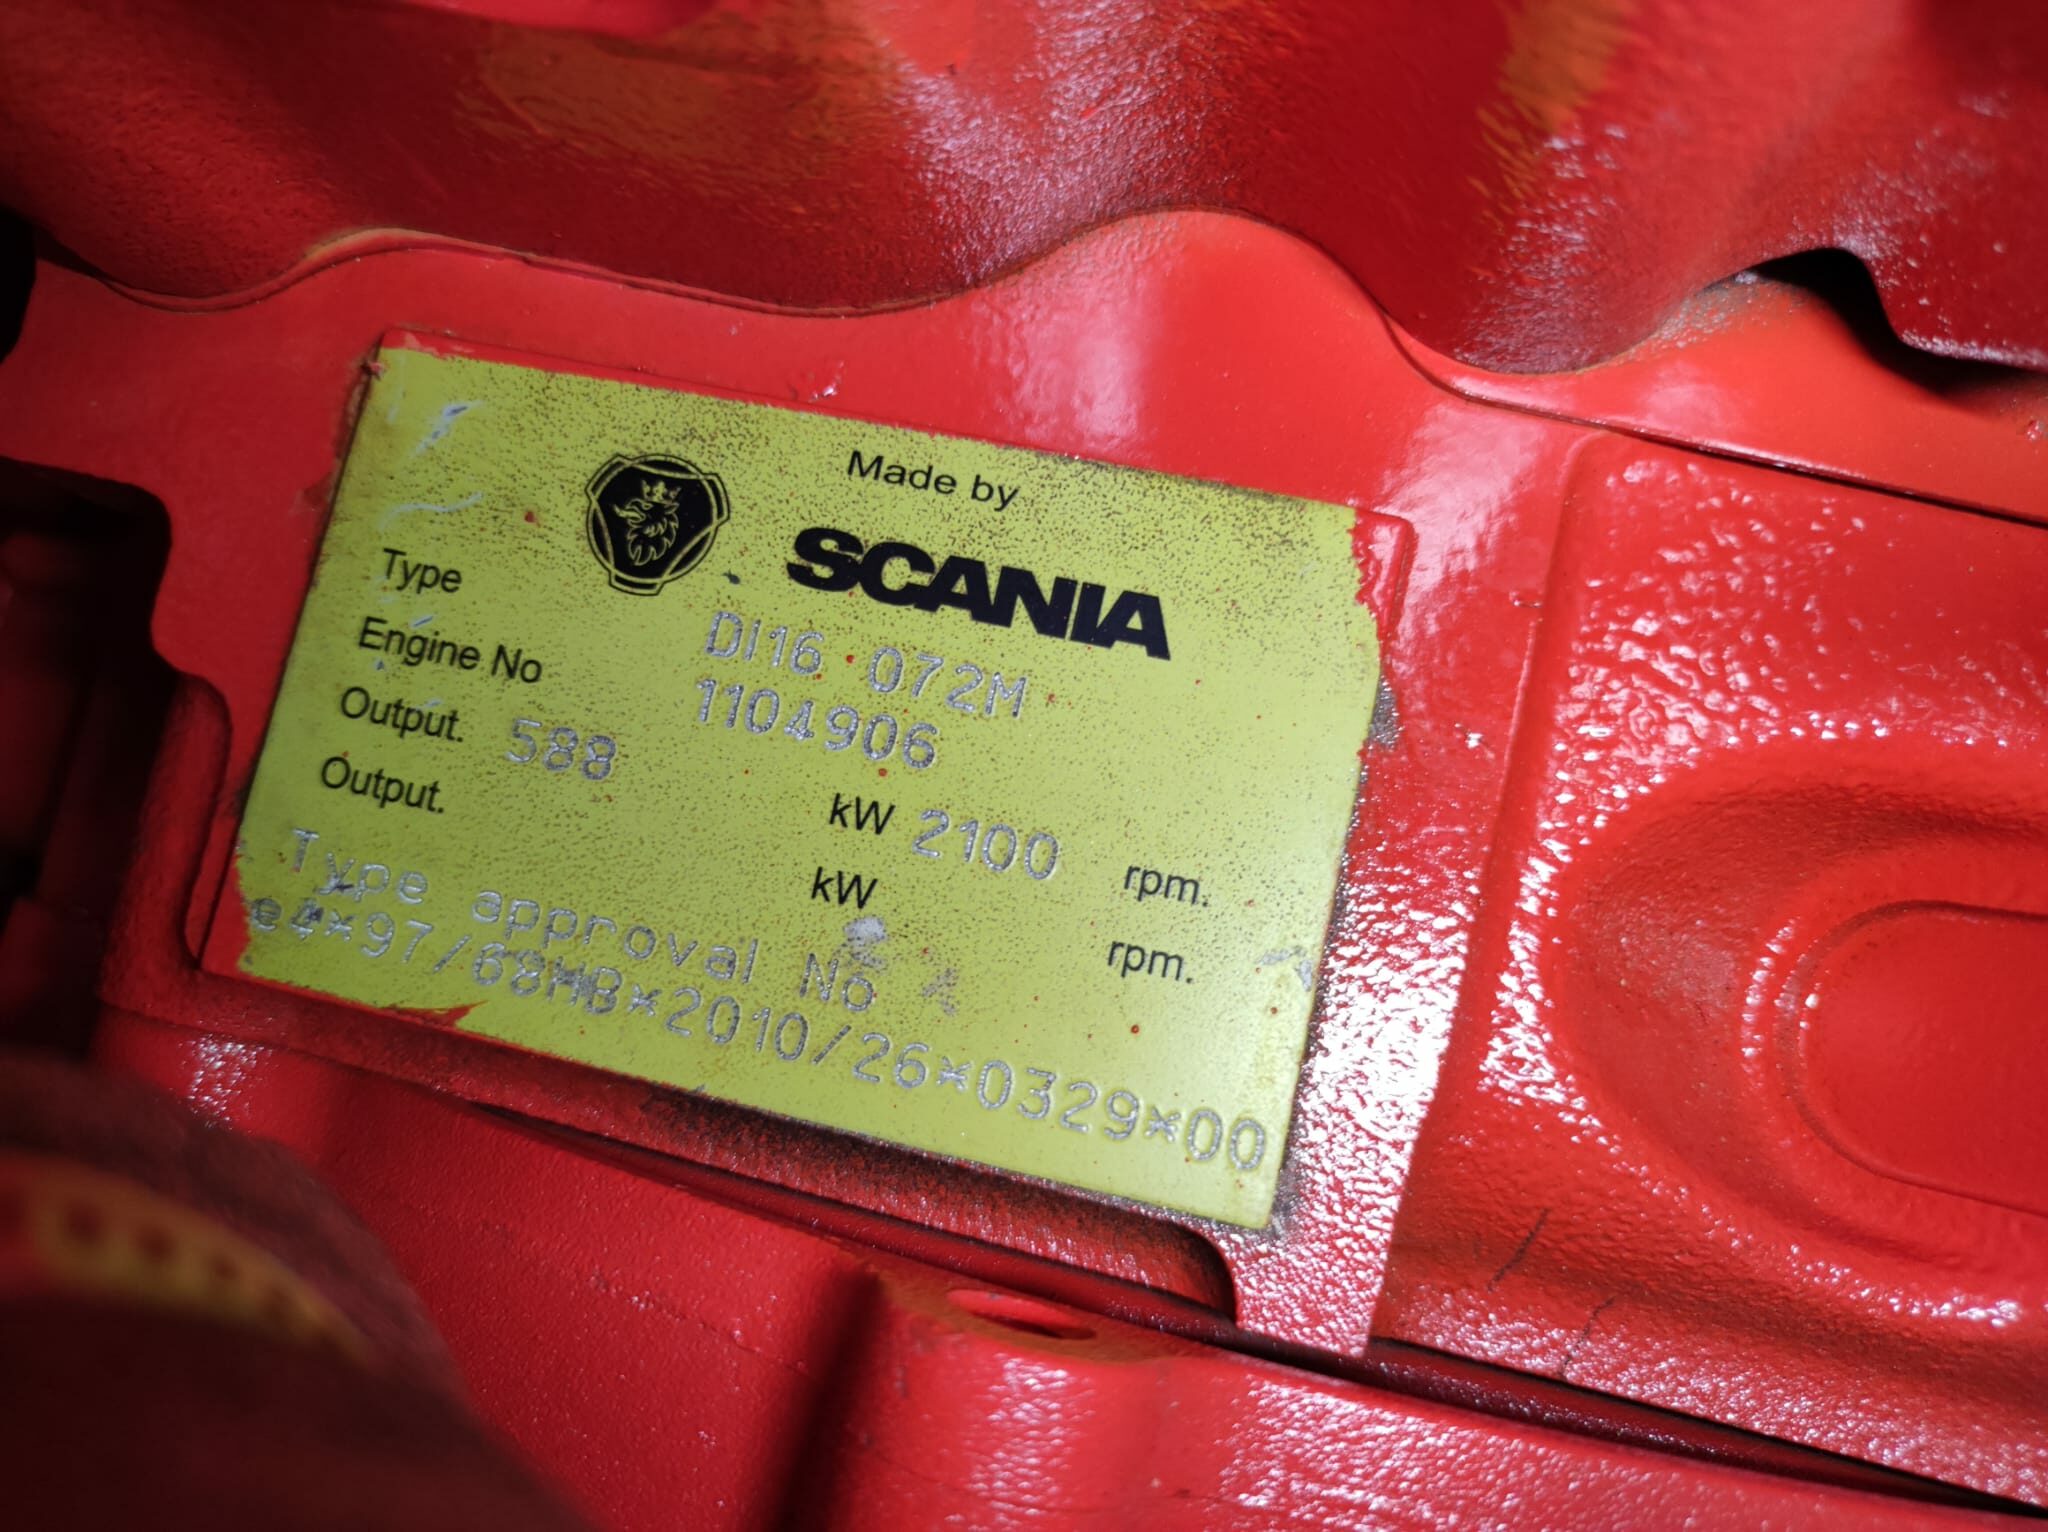 Made by
SCANIA
Type DI16 072M
Engine No 1104906
Output. 588 kW 2100 rpm.
Output. kW rpm.
Type approval No
e4*97/68HB*2010/26*0329*00